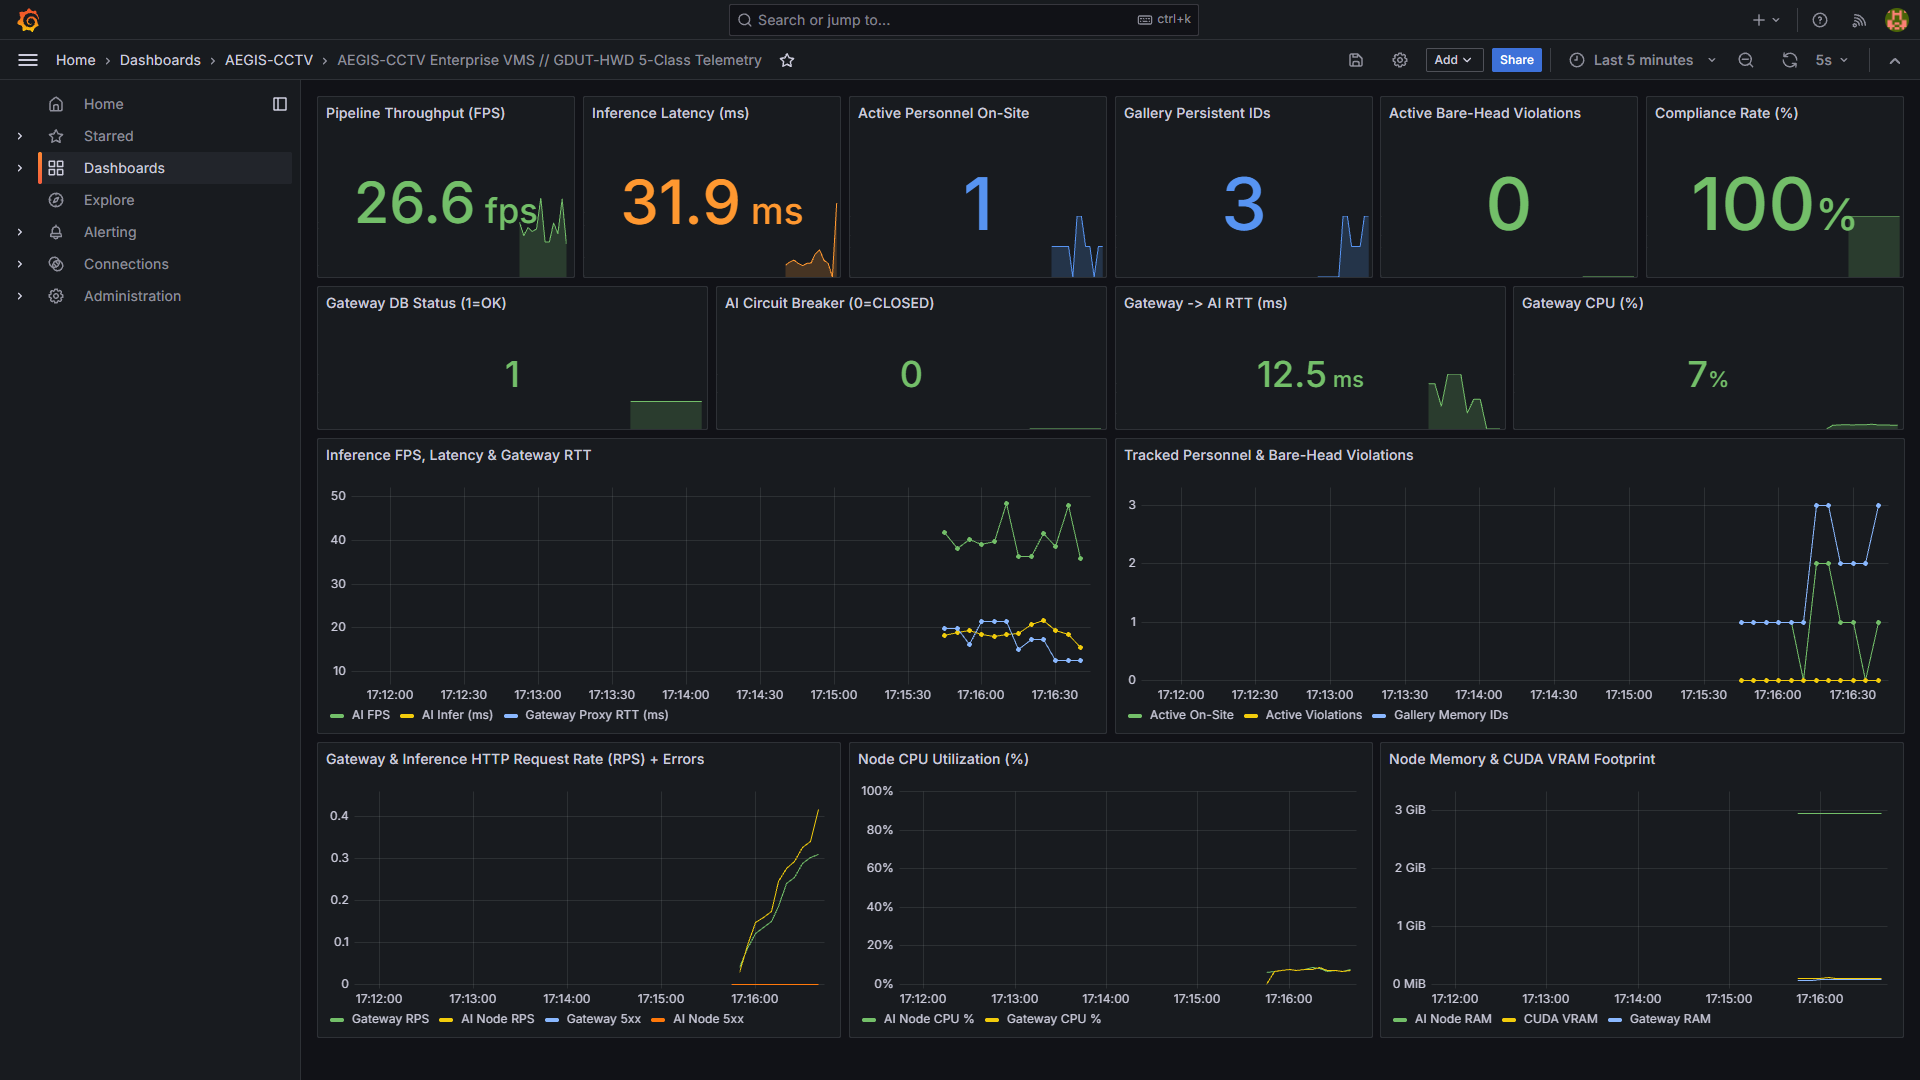 Search or jump to...
ctrl+k
Home › Dashboards › AEGIS-CCTV › AEGIS-CCTV Enterprise VMS // GDUT-HWD 5-Class Telemetry
Add
Share
Last 5 minutes
5s
Home
Starred
Dashboards
Explore
Alerting
Connections
Administration
Pipeline Throughput (FPS)
26.6 fps
Inference Latency (ms)
31.9 ms
Active Personnel On-Site
1
Gallery Persistent IDs
3
Active Bare-Head Violations
0
Compliance Rate (%)
100%
Gateway DB Status (1=OK)
1
AI Circuit Breaker (0=CLOSED)
0
Gateway -> AI RTT (ms)
12.5 ms
Gateway CPU (%)
7%
Inference FPS, Latency & Gateway RTT
50
40
30
20
10
17:12:00 17:12:30 17:13:00 17:13:30 17:14:00 17:14:30 17:15:00 17:15:30 17:16:00 17:16:30
AI FPS AI Infer (ms) Gateway Proxy RTT (ms)
Tracked Personnel & Bare-Head Violations
3
2
1
0
17:12:00 17:12:30 17:13:00 17:13:30 17:14:00 17:14:30 17:15:00 17:15:30 17:16:00 17:16:30
Active On-Site Active Violations Gallery Memory IDs
Gateway & Inference HTTP Request Rate (RPS) + Errors
0.4
0.3
0.2
0.1
0
17:12:00 17:13:00 17:14:00 17:15:00 17:16:00
Gateway RPS AI Node RPS Gateway 5xx AI Node 5xx
Node CPU Utilization (%)
100%
80%
60%
40%
20%
0%
17:12:00 17:13:00 17:14:00 17:15:00 17:16:00
AI Node CPU % Gateway CPU %
Node Memory & CUDA VRAM Footprint
3 GiB
2 GiB
1 GiB
0 MiB
17:12:00 17:13:00 17:14:00 17:15:00 17:16:00
AI Node RAM CUDA VRAM Gateway RAM